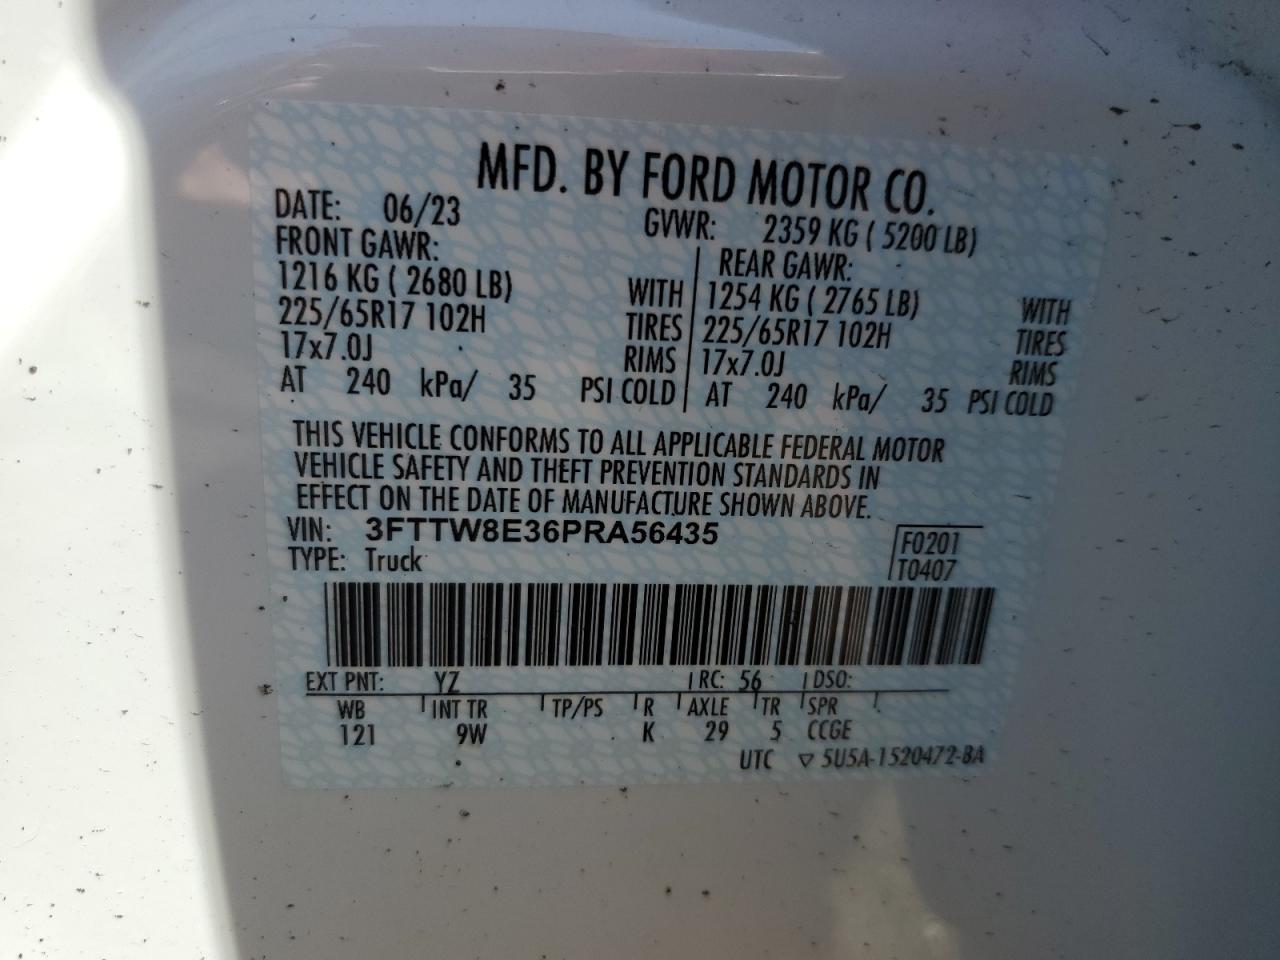 MFD. BY FORD MOTOR CO.
DATE: 06/23 GVWR: 2359 KG ( 5200 LB)
FRONT GAWR: REAR GAWR:
1216 KG ( 2680 LB) WITH 1254 KG ( 2765 LB) WITH
225/65R17 102H TIRES 225/65R17 102H TIRES
17x7.0J RIMS 17x7.0J RIMS
AT 240 kPa/ 35 PSI COLD AT 240 kPa/ 35 PSI COLD
THIS VEHICLE CONFORMS TO ALL APPLICABLE FEDERAL MOTOR
VEHICLE SAFETY AND THEFT PREVENTION STANDARDS IN
EFFECT ON THE DATE OF MANUFACTURE SHOWN ABOVE.
VIN: 3FTTW8E36PRA56435 F0201
TYPE: Truck T0407
EXT PNT: YZ RC: 56 DSO:
WB INT TR TP/PS R AXLE TR SPR
121 9W K 29 5 CCGE
UTC ▽ 5U5A-1520472-BA